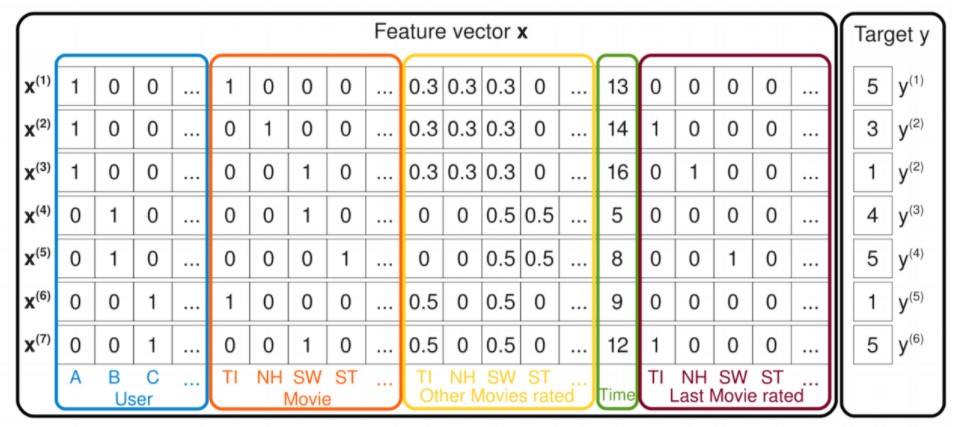 Feature vector x Target y
x(1) 1 0 0 ... 1 0 0 0 ... 0.3 0.3 0.3 0 ... 13 0 0 0 0 ... 5 y(1)
x(2) 1 0 0 ... 0 1 0 0 ... 0.3 0.3 0.3 0 ... 14 1 0 0 0 ... 3 y(2)
x(3) 1 0 0 ... 0 0 1 0 ... 0.3 0.3 0.3 0 ... 16 0 1 0 0 ... 1 y(2)
x(4) 0 1 0 ... 0 0 1 0 ... 0 0 0.5 0.5 ... 5 0 0 0 0 ... 4 y(3)
x(5) 0 1 0 ... 0 0 0 1 ... 0 0 0.5 0.5 ... 8 0 0 1 0 ... 5 y(4)
x(6) 0 0 1 ... 1 0 0 0 ... 0.5 0 0.5 0 ... 9 0 0 0 0 ... 1 y(5)
x(7) 0 0 1 ... 0 0 1 0 ... 0.5 0 0.5 0 ... 12 1 0 0 0 ... 5 y(6)
A B C ... TI NH SW ST ... TI NH SW ST ... TI NH SW ST ...
User Movie Other Movies rated Time Last Movie rated